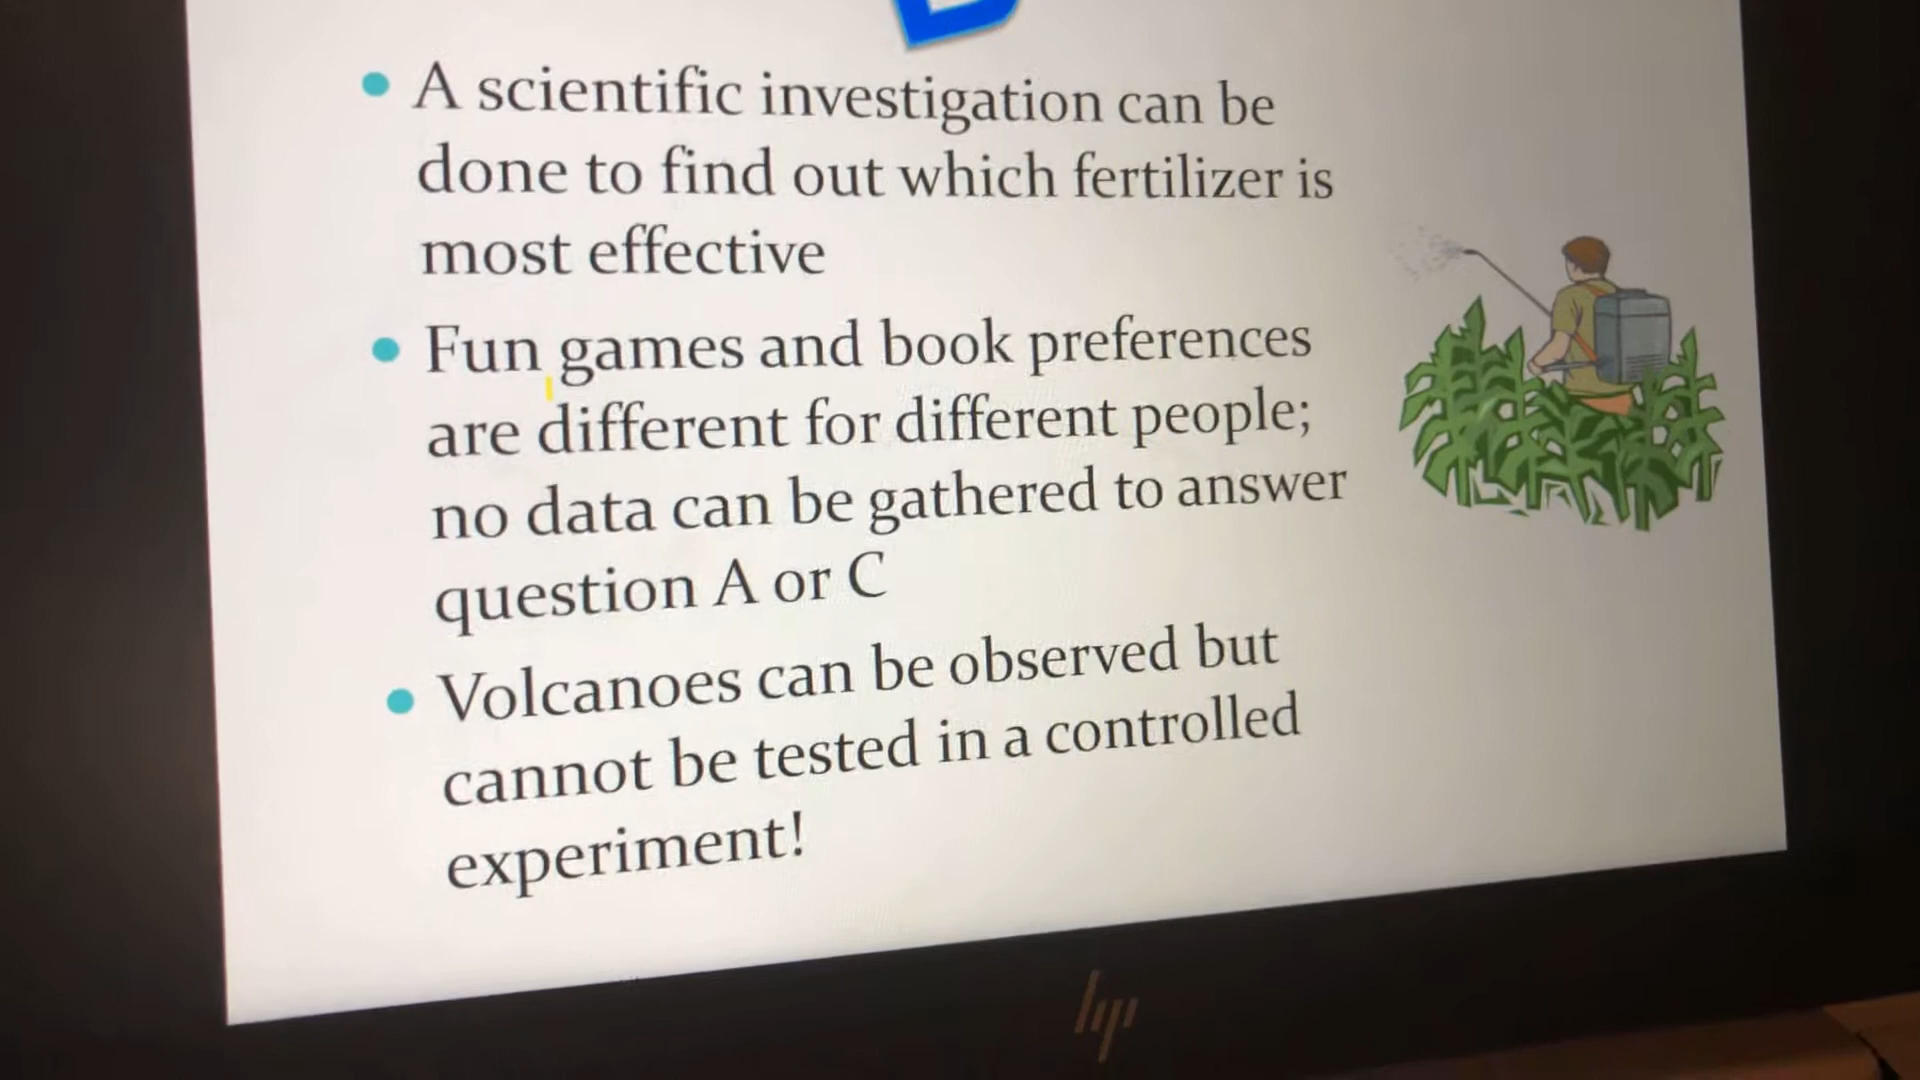 • A scientific investigation can be
done to find out which fertilizer is
most effective
• Fun games and book preferences
are different for different people;
no data can be gathered to answer
question A or C
• Volcanoes can be observed but
cannot be tested in a controlled
experiment!
hp